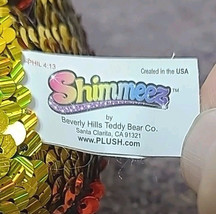 PHIL 4:13
Created in the USA
Shimmeez™
by
Beverly Hills Teddy Bear Co.
Santa Clarita, CA 91321
www.PLUSH.com